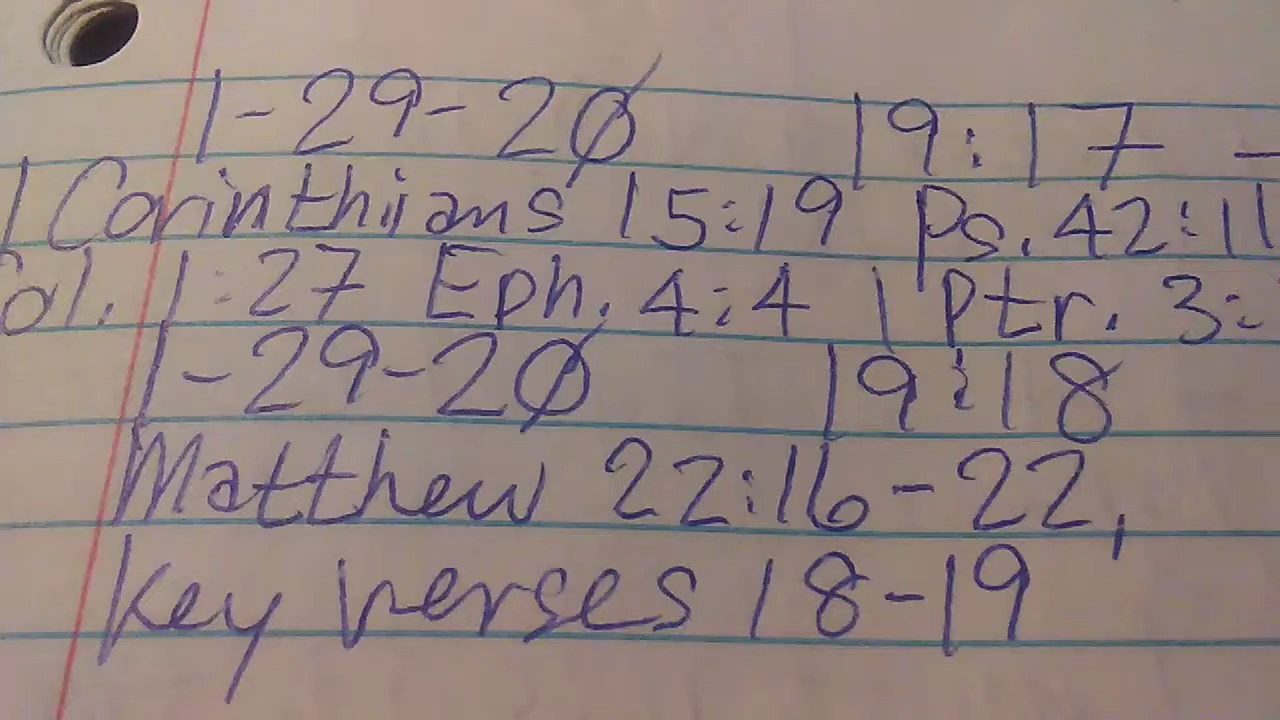 1-29-20 19:17 -
1 Corinthians 15:19 Ps. 42:11
Col. 1:27 Eph. 4:4 1 Ptr. 3:
1-29-20 19:18
Matthew 22:16-22,
key verses 18-19